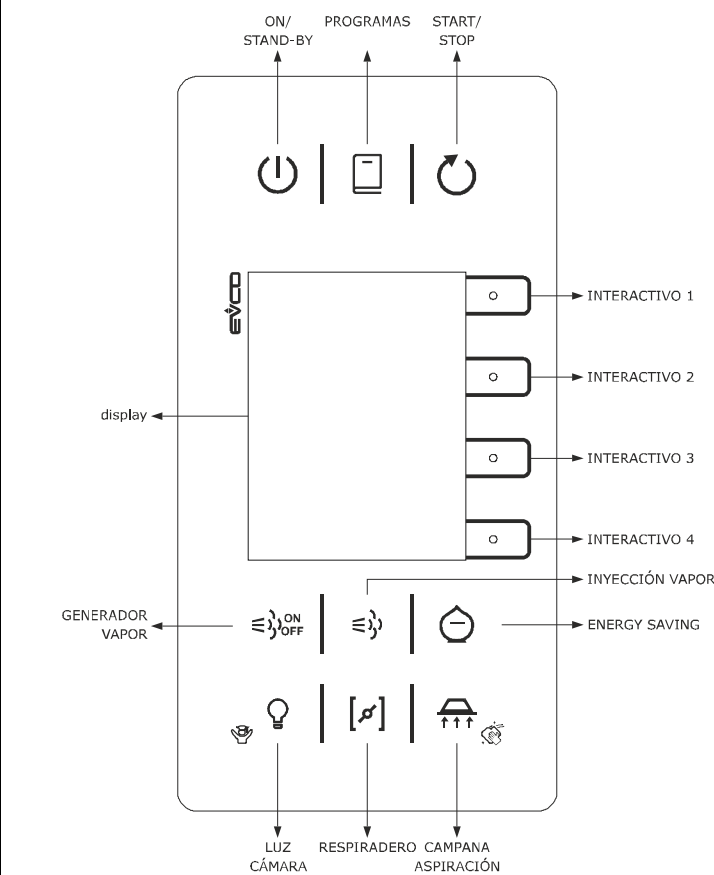 ON/
STAND-BY
PROGRAMAS
START/
STOP
EVCO
INTERACTIVO 1
INTERACTIVO 2
display
INTERACTIVO 3
INTERACTIVO 4
INYECCIÓN VAPOR
GENERADOR
VAPOR
ON
OFF
ENERGY SAVING
LUZ
CÁMARA
RESPIRADERO
CAMPANA
ASPIRACIÓN